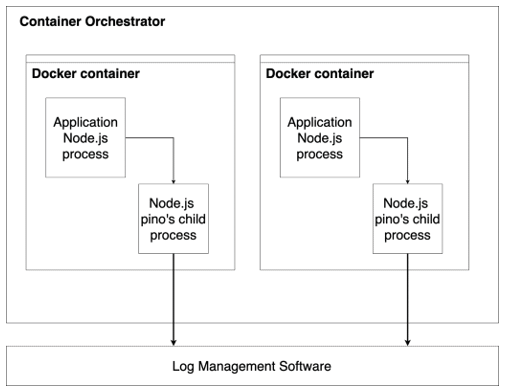 Container Orchestrator
Docker container
Application
Node.js
process
Node.js
pino's child
process
Docker container
Application
Node.js
process
Node.js
pino's child
process
Log Management Software